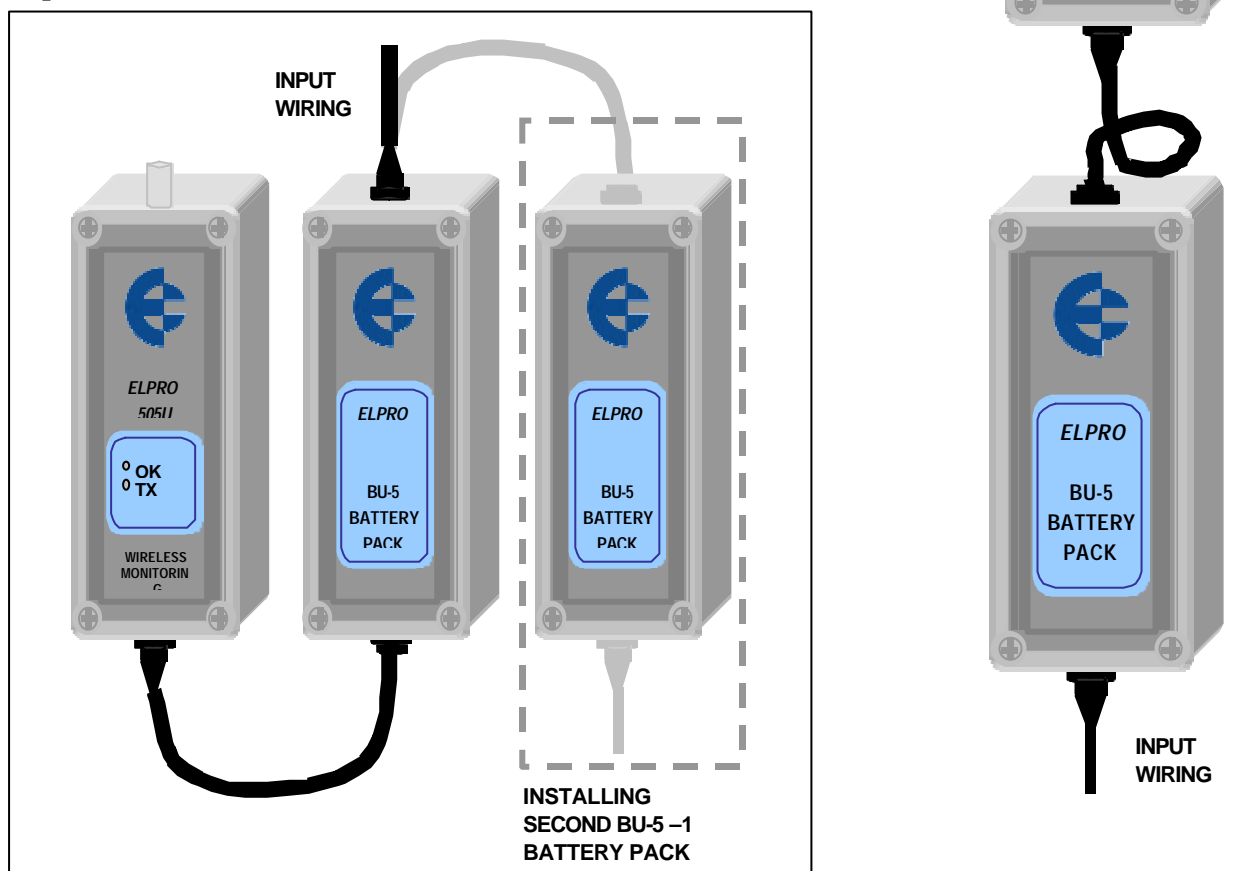 INPUT
WIRING
ELPRO
505U
OK
TX
WIRELESS
MONITORIN
G
ELPRO
BU-5
BATTERY
PACK
ELPRO
BU-5
BATTERY
PACK
INSTALLING
SECOND BU-5 –1
BATTERY PACK
ELPRO
BU-5
BATTERY
PACK
INPUT
WIRING